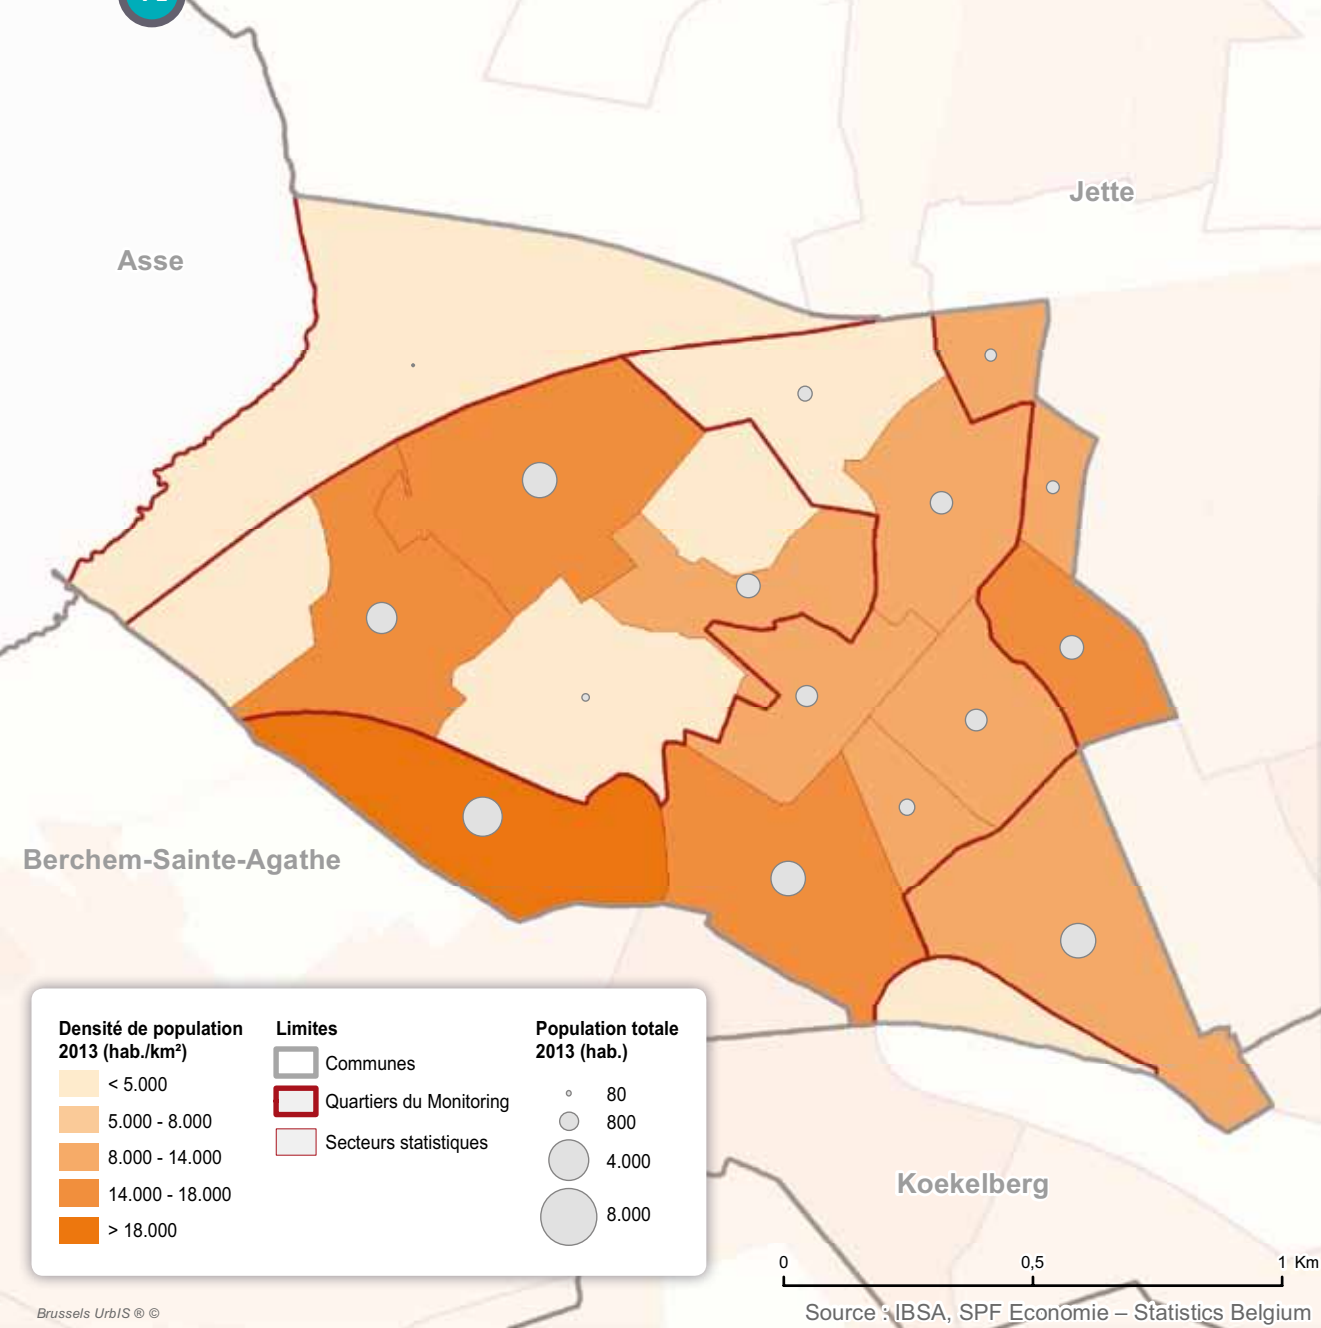 Jette
Asse
Berchem-Sainte-Agathe
Densité de population
2013 (hab./km²)
< 5.000
5.000 - 8.000
8.000 - 14.000
14.000 - 18.000
> 18.000
Limites
Communes
Quartiers du Monitoring
Secteurs statistiques
Population totale
2013 (hab.)
80
800
4.000
8.000
Koekelberg
0 0,5 1 Km
Brussels UrbIS ® ©
Source : IBSA, SPF Economie – Statistics Belgium